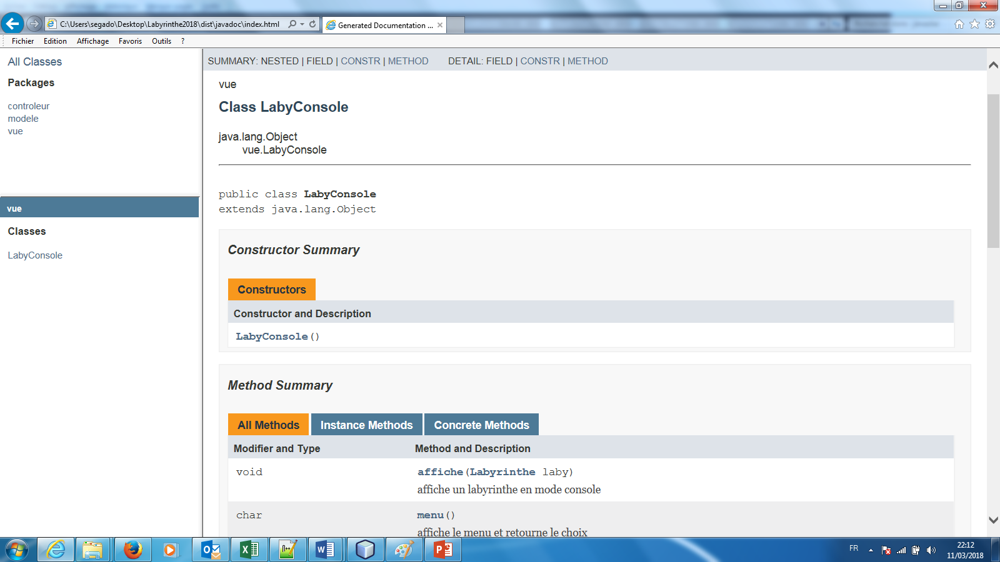 C:\Users\segado\Desktop\Labyrinthe2018\dist\javadoc\index.html
Generated Documentation ...
Fichier Edition Affichage Favoris Outils ?
All Classes
Packages
controleur
modele
vue
vue
Classes
LabyConsole
SUMMARY: NESTED | FIELD | CONSTR | METHOD DETAIL: FIELD | CONSTR | METHOD
vue
Class LabyConsole
java.lang.Object
vue.LabyConsole
public class LabyConsole
extends java.lang.Object
Constructor Summary
Constructors
Constructor and Description
LabyConsole()
Method Summary
All Methods Instance Methods Concrete Methods
Modifier and Type Method and Description
void affiche(Labyrinthe laby)
affiche un labyrinthe en mode console
char menu()
affiche le menu et retourne le choix
FR
22:12
11/03/2018